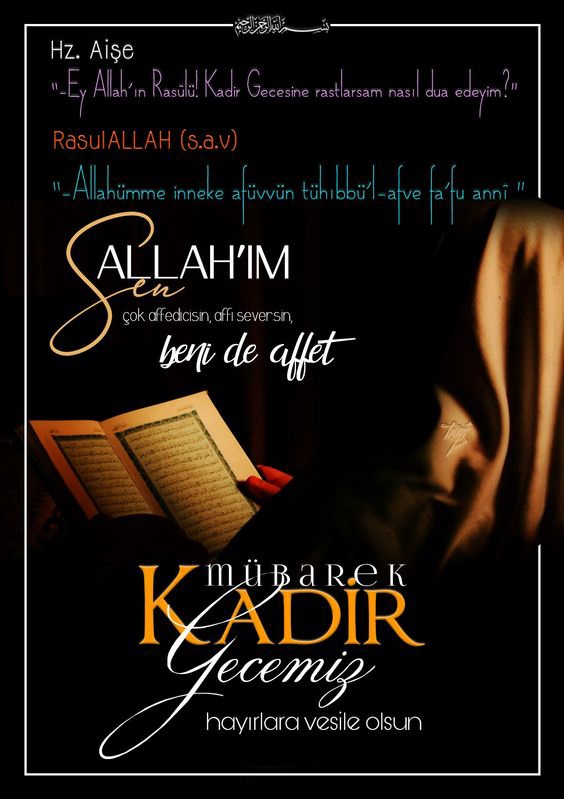 Hz. Aişe
"-Ey Allah'ın Rasûlü! Kadir Gecesine rastlarsam nasıl dua edeyim?"
RasulALLAH (s.a.v)
"-Allahümme inneke afüvvün tühıbbü'l-afve fa'fu annî "
ALLAH'IM
Sen
çok affedicisin, affı seversin,
beni de affet
MÜBAREK
KADİR
Gecemiz
hayırlara vesile olsun